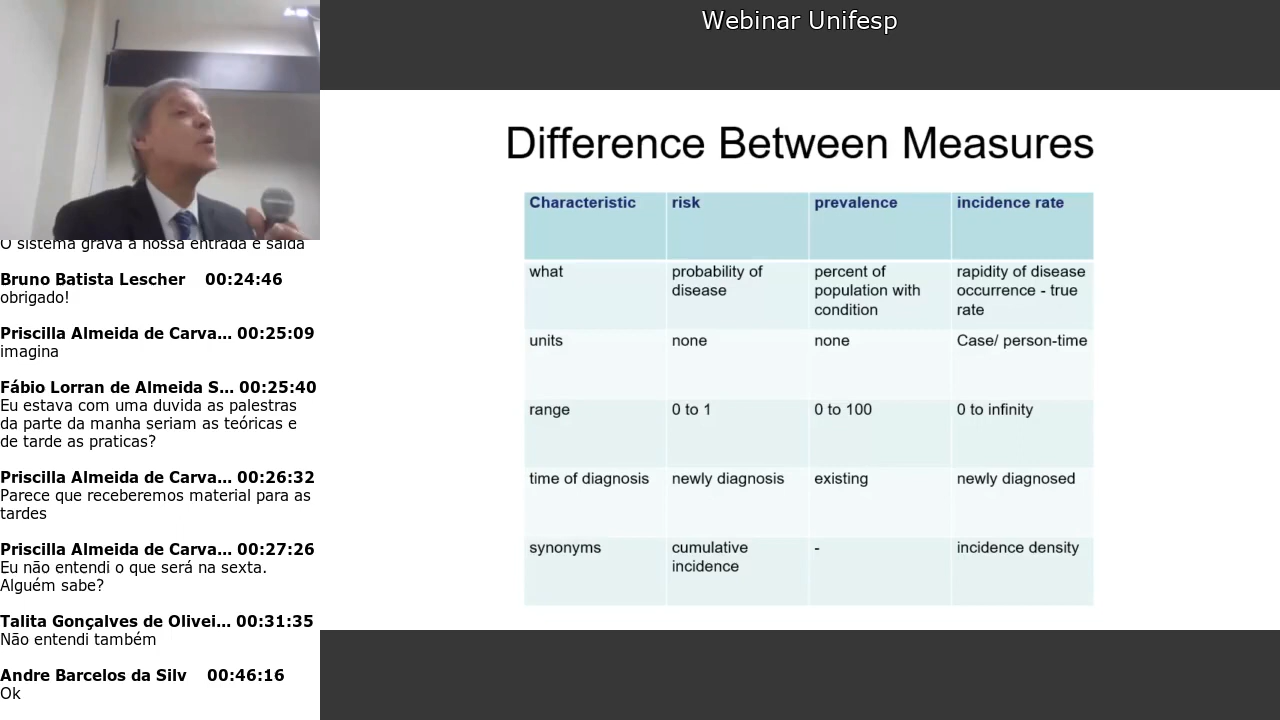 Webinar Unifesp
O sistema grava a nossa entrada e saída
Bruno Batista Lescher 00:24:46
obrigado!
Priscilla Almeida de Carva... 00:25:09
imagina
Fábio Lorran de Almeida S... 00:25:40
Eu estava com uma duvida as palestras
da parte da manha seriam as teóricas e
de tarde as praticas?
Priscilla Almeida de Carva... 00:26:32
Parece que receberemos material para as
tardes
Priscilla Almeida de Carva... 00:27:26
Eu não entendi o que será na sexta.
Alguém sabe?
Talita Gonçalves de Olivei... 00:31:35
Não entendi também
Andre Barcelos da Silv 00:46:16
Ok
Difference Between Measures
Characteristic risk prevalence incidence rate
what probability of percent of rapidity of disease
disease population with occurrence - true
condition rate
units none none Case/ person-time
range 0 to 1 0 to 100 0 to infinity
time of diagnosis newly diagnosis existing newly diagnosed
synonyms cumulative - incidence density
incidence